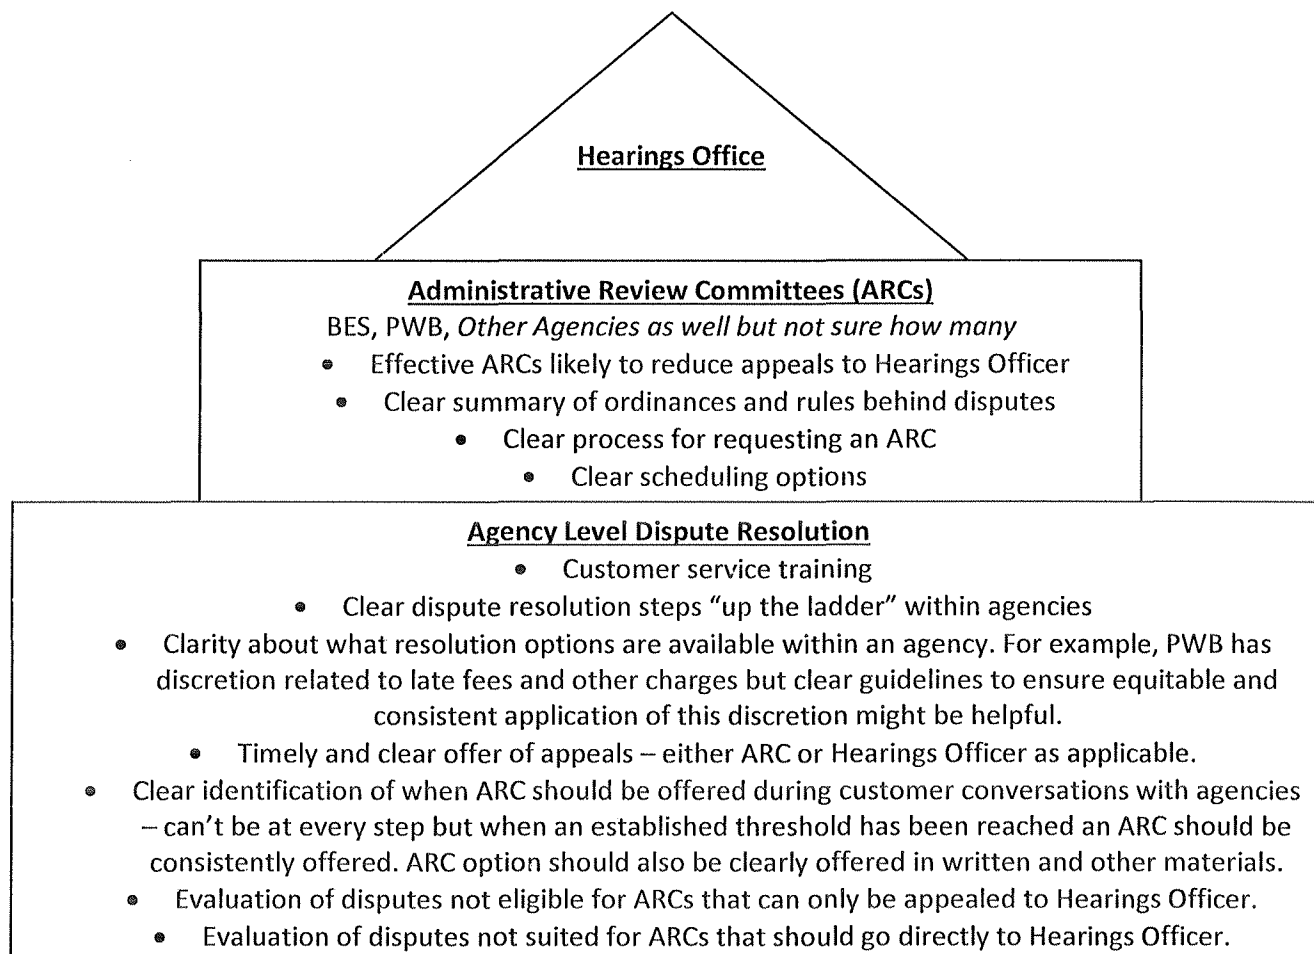 Hearings Office
Administrative Review Committees (ARCs)
BES, PWB, Other Agencies as well but not sure how many
• Effective ARCs likely to reduce appeals to Hearings Officer
• Clear summary of ordinances and rules behind disputes
• Clear process for requesting an ARC
• Clear scheduling options
Agency Level Dispute Resolution
• Customer service training
• Clear dispute resolution steps "up the ladder" within agencies
• Clarity about what resolution options are available within an agency. For example, PWB has
discretion related to late fees and other charges but clear guidelines to ensure equitable and
consistent application of this discretion might be helpful.
• Timely and clear offer of appeals – either ARC or Hearings Officer as applicable.
• Clear identification of when ARC should be offered during customer conversations with agencies
– can't be at every step but when an established threshold has been reached an ARC should be
consistently offered. ARC option should also be clearly offered in written and other materials.
• Evaluation of disputes not eligible for ARCs that can only be appealed to Hearings Officer.
• Evaluation of disputes not suited for ARCs that should go directly to Hearings Officer.